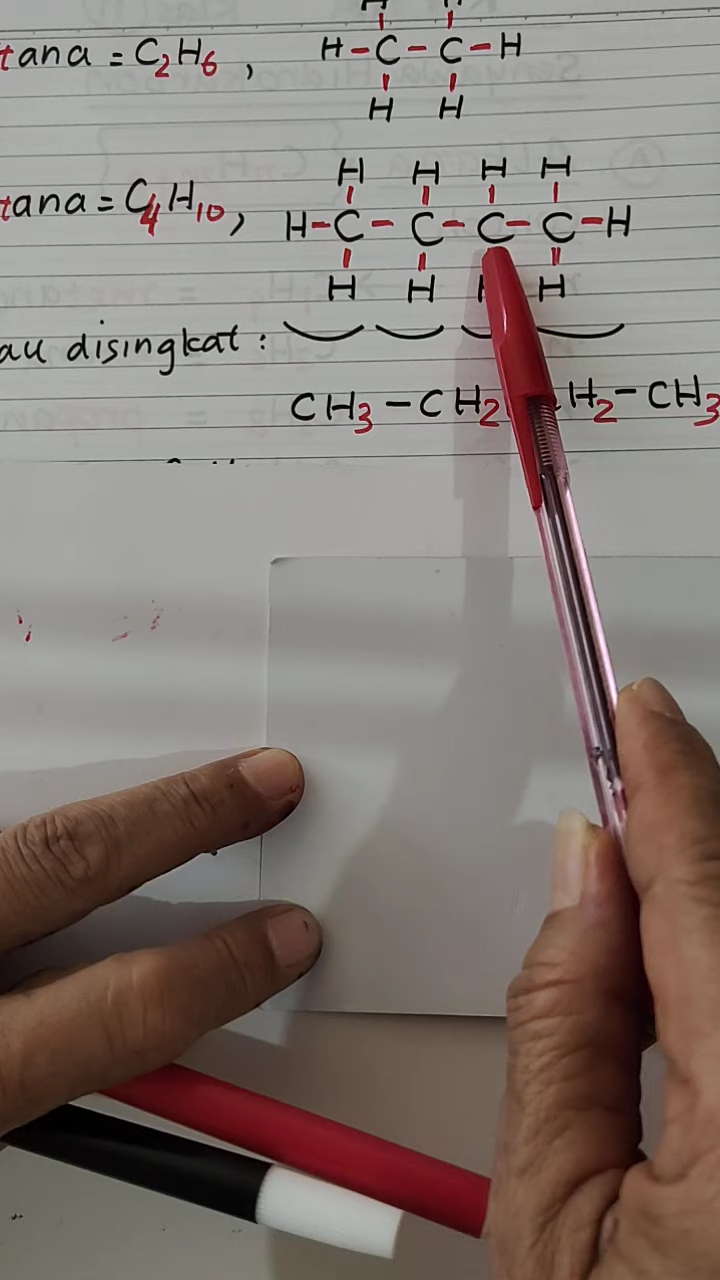 tana = C2H6, H-C-C-H
H H
H H H H
tana = C4H10, H-C-C-C-C-H
H H H H
au disingkat :
CH3-CH2 H2-CH3